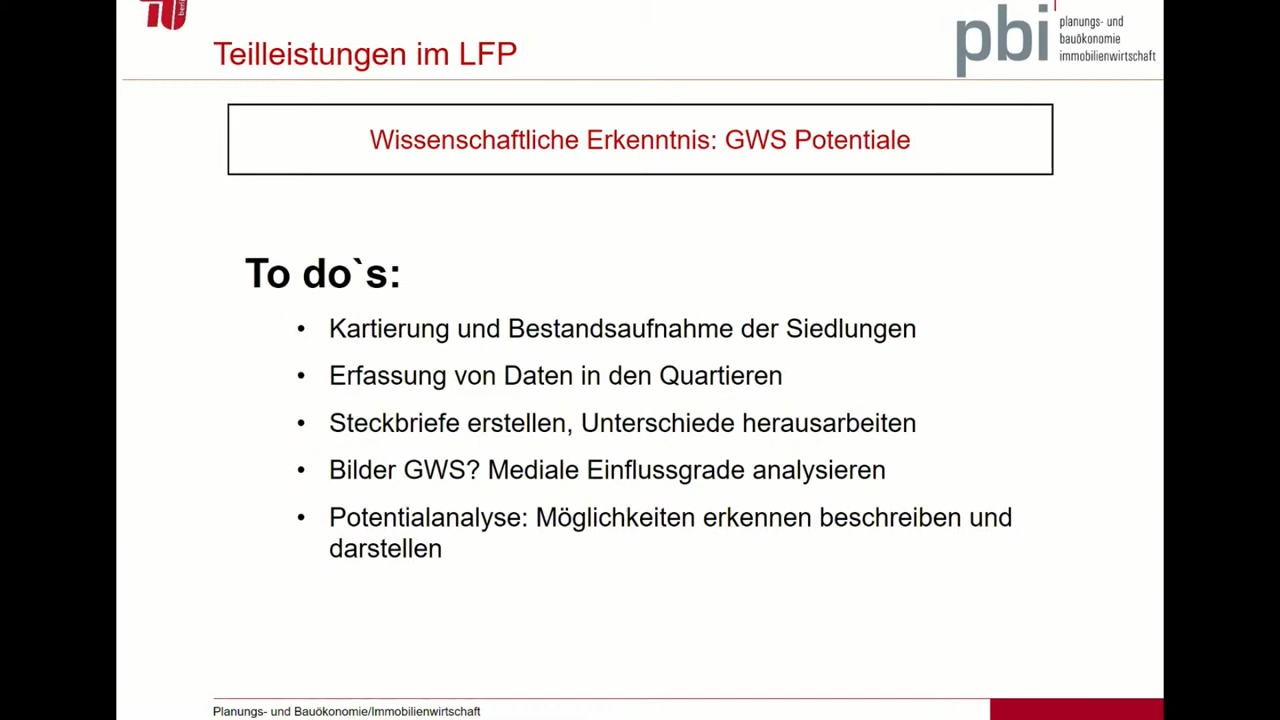 berlin
Teilleistungen im LFP
pbi
planungs- und
bauökonomie
immobilienwirtschaft
Wissenschaftliche Erkenntnis: GWS Potentiale
To do`s:
• Kartierung und Bestandsaufnahme der Siedlungen
• Erfassung von Daten in den Quartieren
• Steckbriefe erstellen, Unterschiede herausarbeiten
• Bilder GWS? Mediale Einflussgrade analysieren
• Potentialanalyse: Möglichkeiten erkennen beschreiben und
darstellen
Planungs- und Bauökonomie/Immobilienwirtschaft